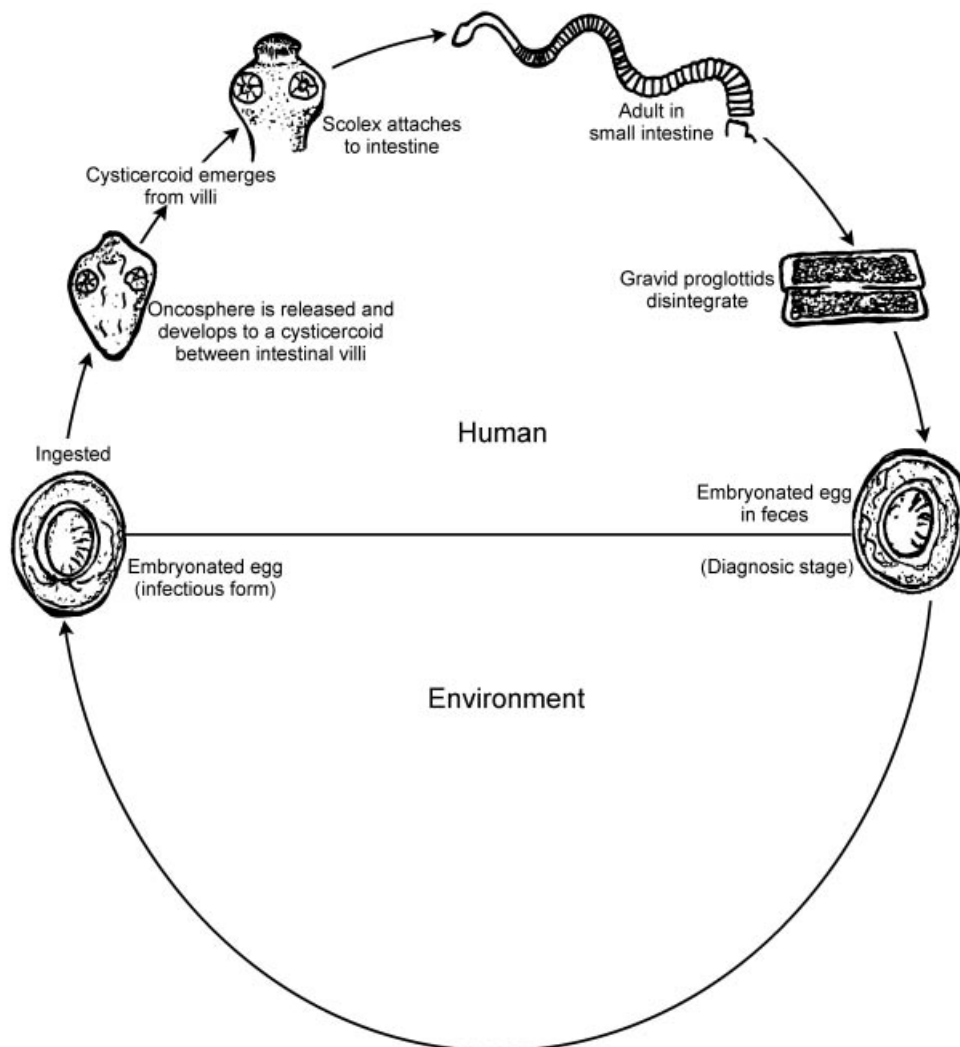 Adult in
small intestine
Scolex attaches
to intestine
Cysticercoid emerges
from villi
Oncosphere is released and
develops to a cysticercoid
between intestinal villi
Gravid proglottids
disintegrate
Human
Ingested
Embryonated egg
in feces
Embryonated egg
(infectious form)
(Diagnosic stage)
Environment